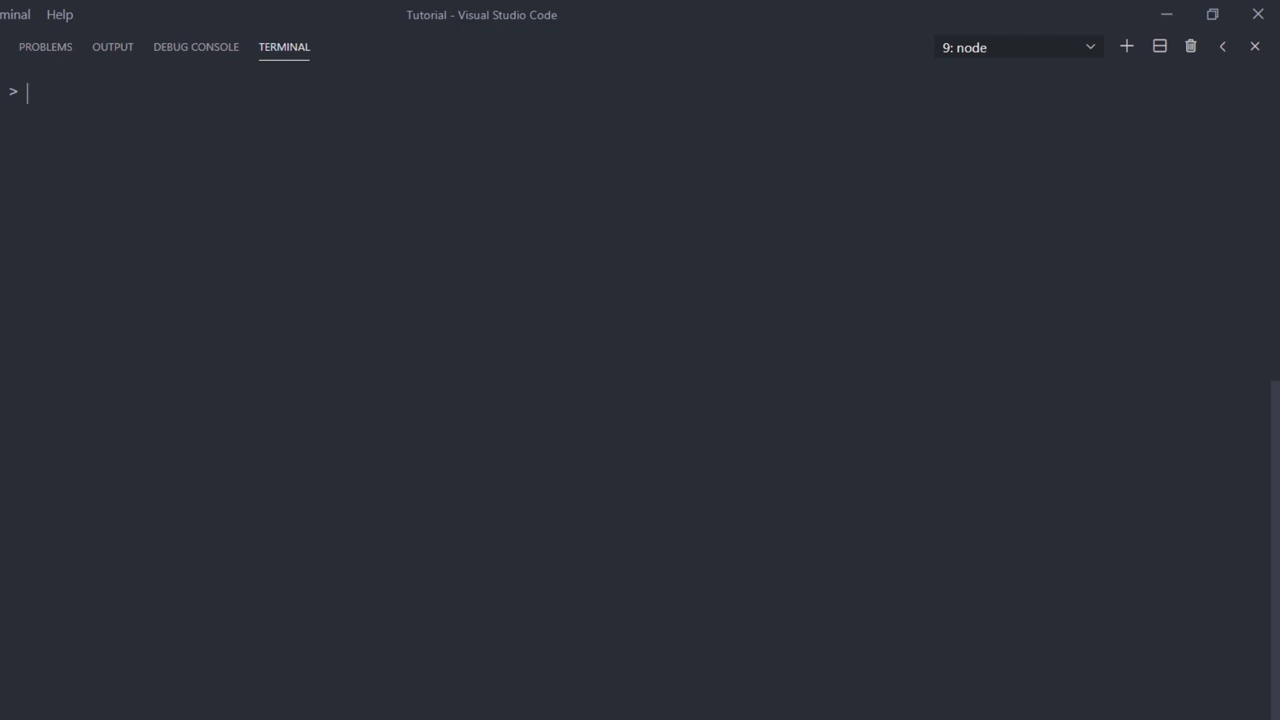 minal Help
Tutorial - Visual Studio Code
PROBLEMS OUTPUT DEBUG CONSOLE TERMINAL
9: node
>